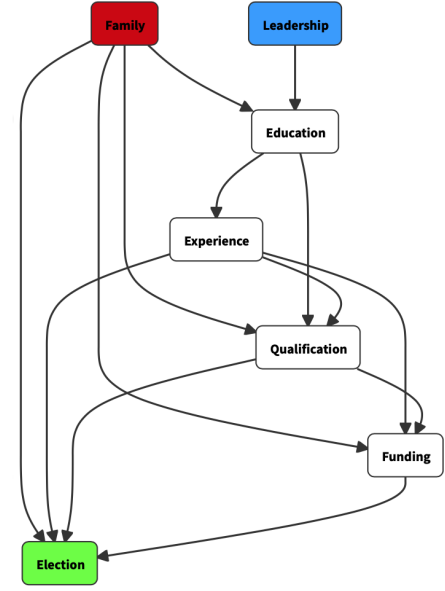 Family
Leadership
Education
Experience
Qualification
Funding
Election